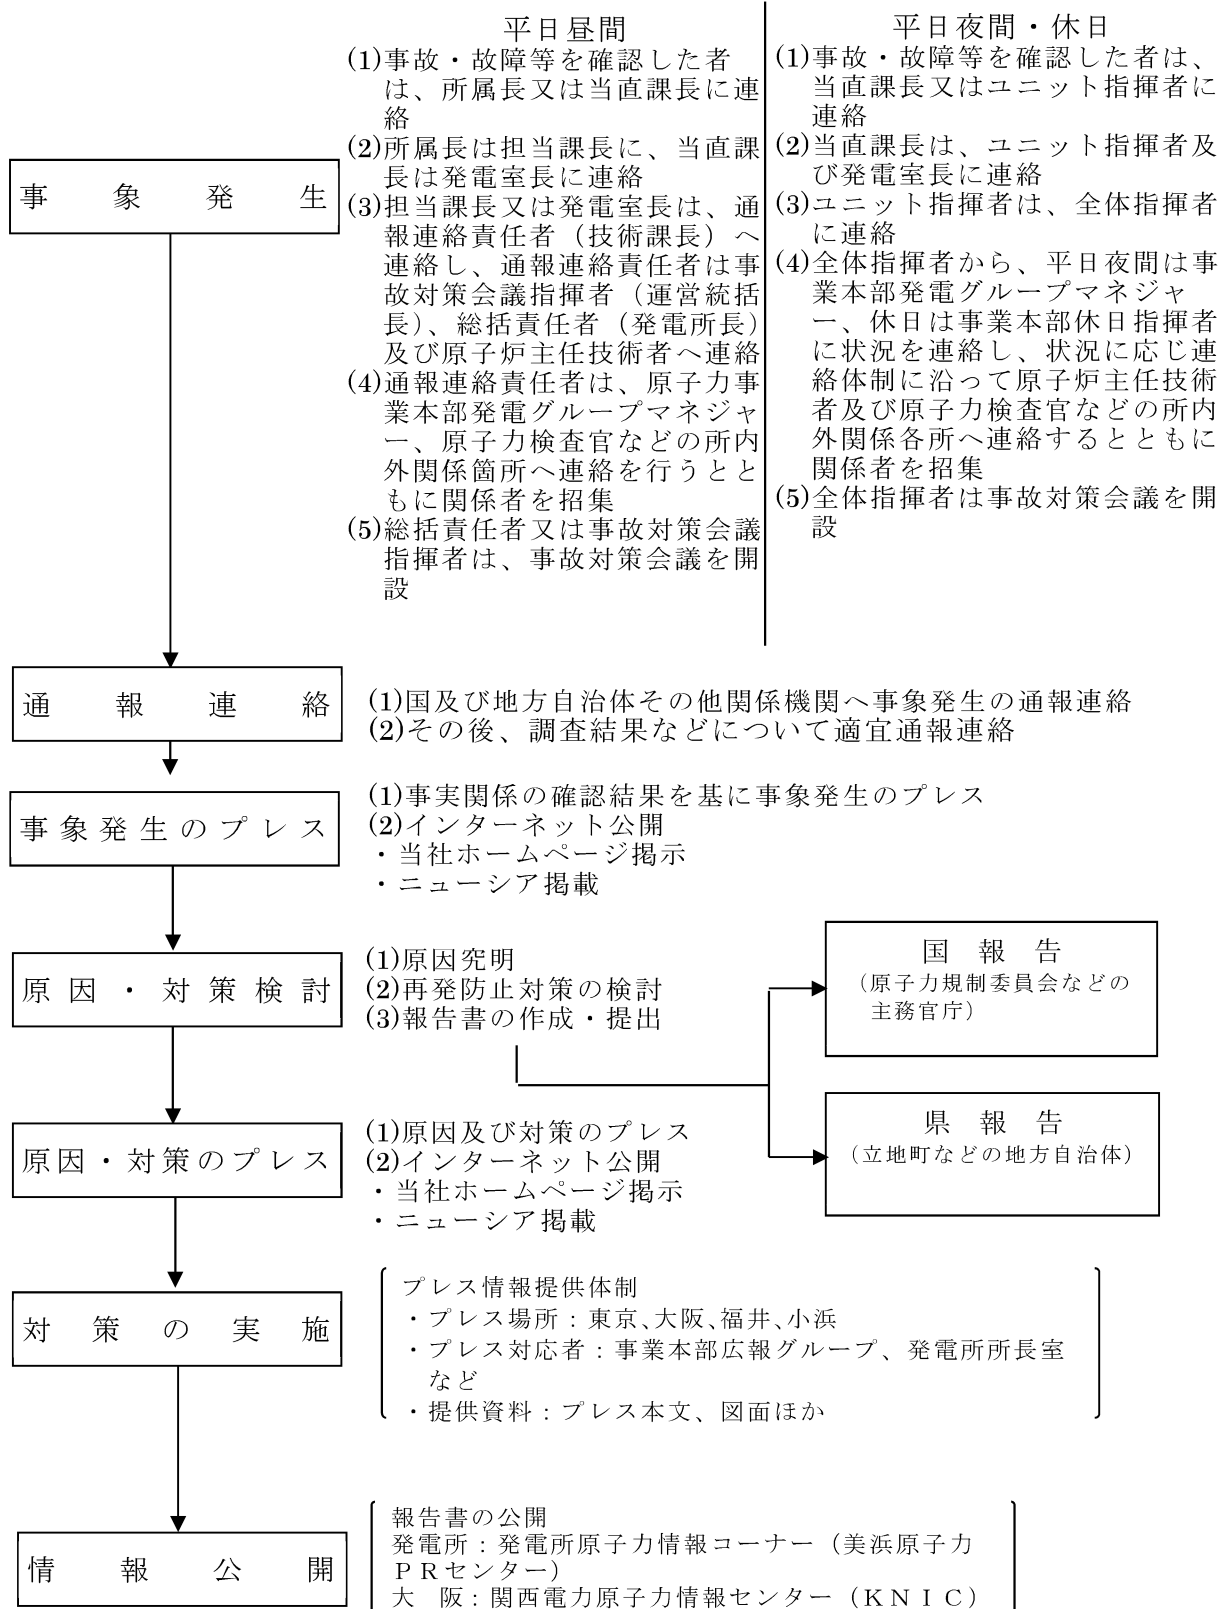 平日昼間
(1)事故・故障等を確認した者
は、所属長又は当直課長に連
絡
(2)所属長は担当課長に、当直課
長は発電室長に連絡
(3)担当課長又は発電室長は、通
報連絡責任者（技術課長）へ
連絡し、通報連絡責任者は事
故対策会議指揮者（運営統括
長）、総括責任者（発電所長）
及び原子炉主任技術者へ連絡
(4)通報連絡責任者は、原子力事
業本部発電グループマネジャ
ー、原子力検査官などの所内
外関係箇所へ連絡を行うとと
もに関係者を招集
(5)総括責任者又は事故対策会議
指揮者は、事故対策会議を開
設
平日夜間・休日
(1)事故・故障等を確認した者は、
当直課長又はユニット指揮者に
連絡
(2)当直課長は、ユニット指揮者及
び発電室長に連絡
(3)ユニット指揮者は、全体指揮者
に連絡
(4)全体指揮者から、平日夜間は事
業本部発電グループマネジャ
ー、休日は事業本部休日指揮者
に状況を連絡し、状況に応じ連
絡体制に沿って原子炉主任技術
者及び原子力検査官などの所内
外関係各所へ連絡するとともに
関係者を招集
(5)全体指揮者は事故対策会議を開
設
事象発生
通報連絡
(1)国及び地方自治体その他関係機関へ事象発生の通報連絡
(2)その後、調査結果などについて適宜通報連絡
事象発生のプレス
(1)事実関係の確認結果を基に事象発生のプレス
(2)インターネット公開
・当社ホームページ掲示
・ニューシア掲載
原因・対策検討
(1)原因究明
(2)再発防止対策の検討
(3)報告書の作成・提出
国報告
（原子力規制委員会などの
主務官庁）
県報告
（立地町などの地方自治体）
原因・対策のプレス
(1)原因及び対策のプレス
(2)インターネット公開
・当社ホームページ掲示
・ニューシア掲載
対策の実施
プレス情報提供体制
・プレス場所：東京、大阪、福井、小浜
・プレス対応者：事業本部広報グループ、発電所所長室
など
・提供資料：プレス本文、図面ほか
情報公開
報告書の公開
発電所：発電所原子力情報コーナー（美浜原子力
ＰＲセンター）
大　阪：関西電力原子力情報センター（ＫＮＩＣ）